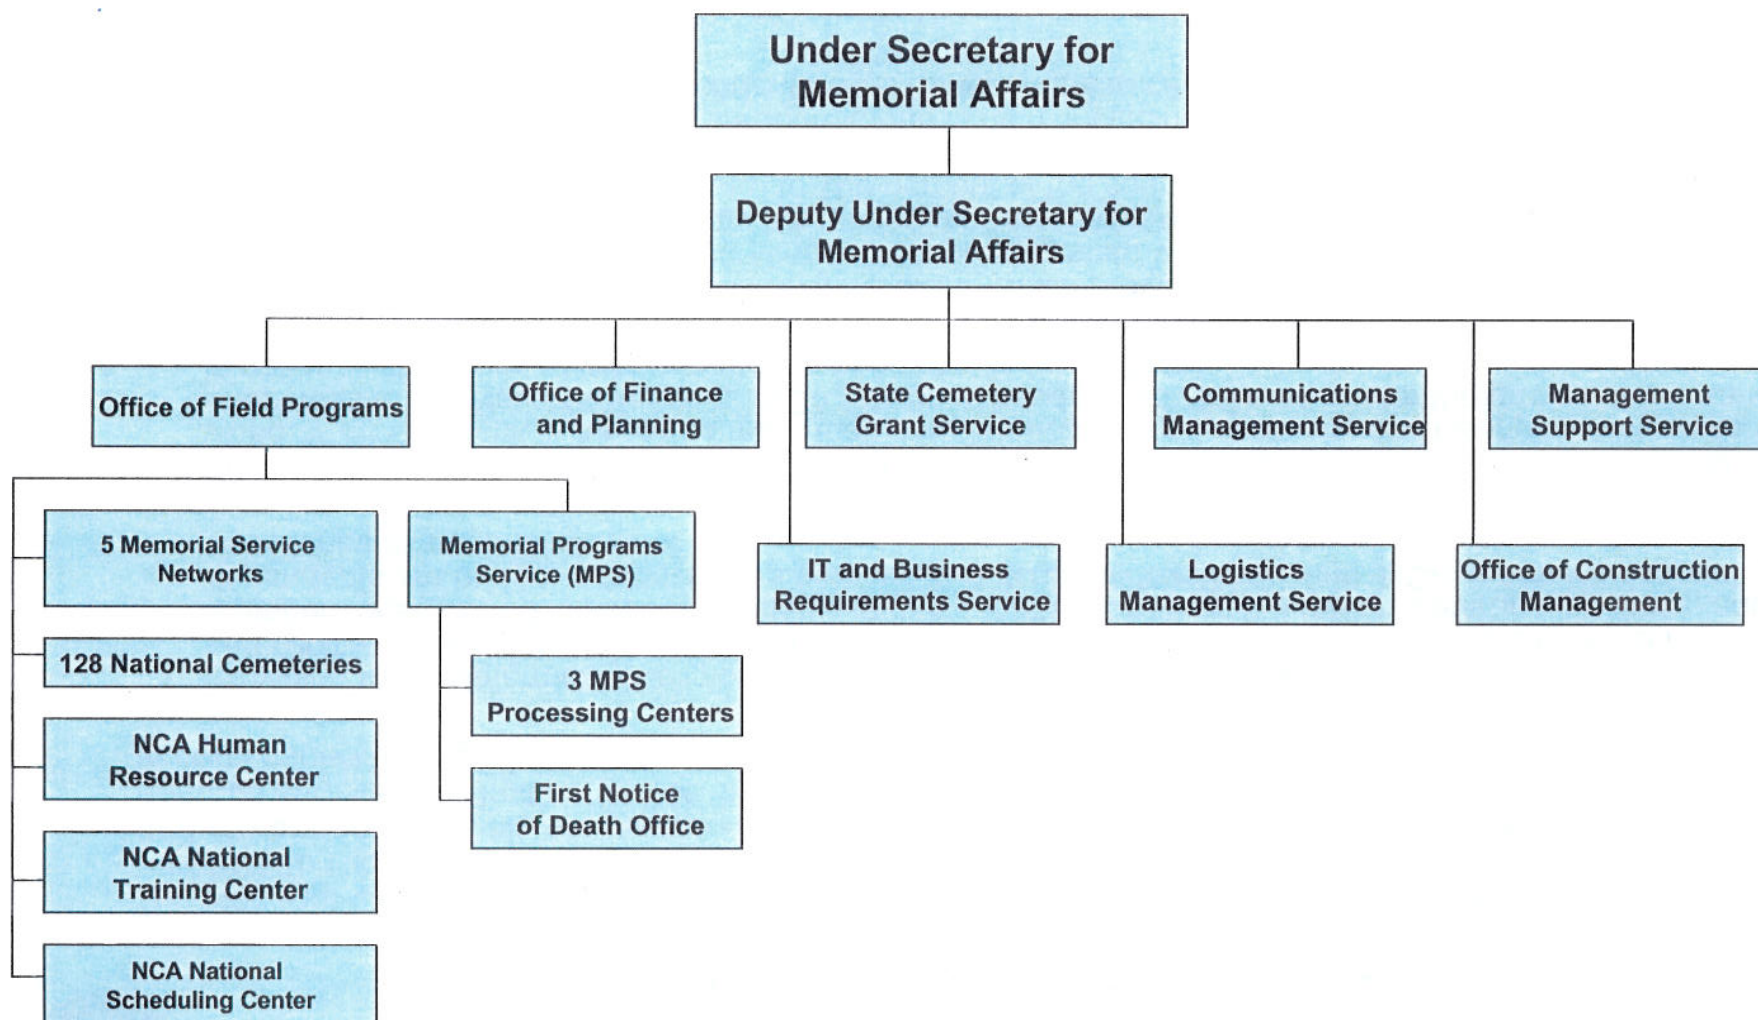 Under Secretary for
Memorial Affairs
Deputy Under Secretary for
Memorial Affairs
Office of Field Programs
Office of Finance
and Planning
State Cemetery
Grant Service
Communications
Management Service
Management
Support Service
5 Memorial Service
Networks
Memorial Programs
Service (MPS)
IT and Business
Requirements Service
Logistics
Management Service
Office of Construction
Management
128 National Cemeteries
3 MPS
Processing Centers
NCA Human
Resource Center
First Notice
of Death Office
NCA National
Training Center
NCA National
Scheduling Center